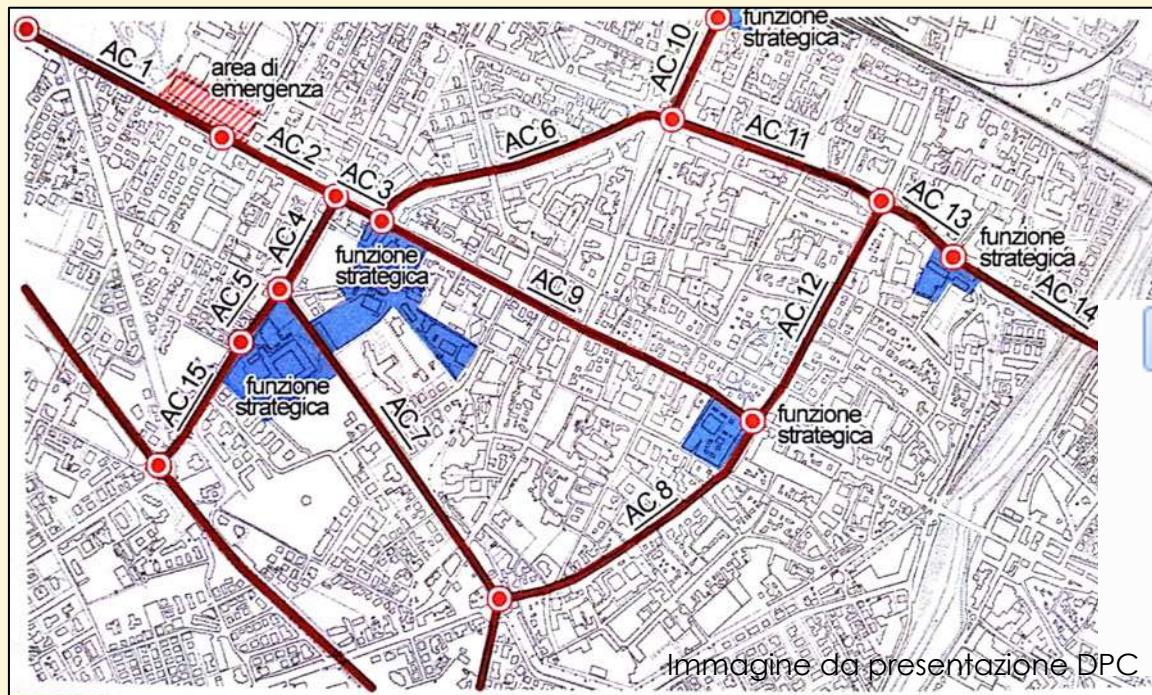 funzione
strategica
AC 10
AC 1
area di
emergenza
AC 2
AC 3
AC 6
AC 11
AC 4
AC 13
funzione
strategica
funzione
strategica
AC 5
AC 9
AC 12
AC 14
AC 15
funzione
strategica
AC 7
funzione
strategica
AC 8
Immagine da presentazione DPC